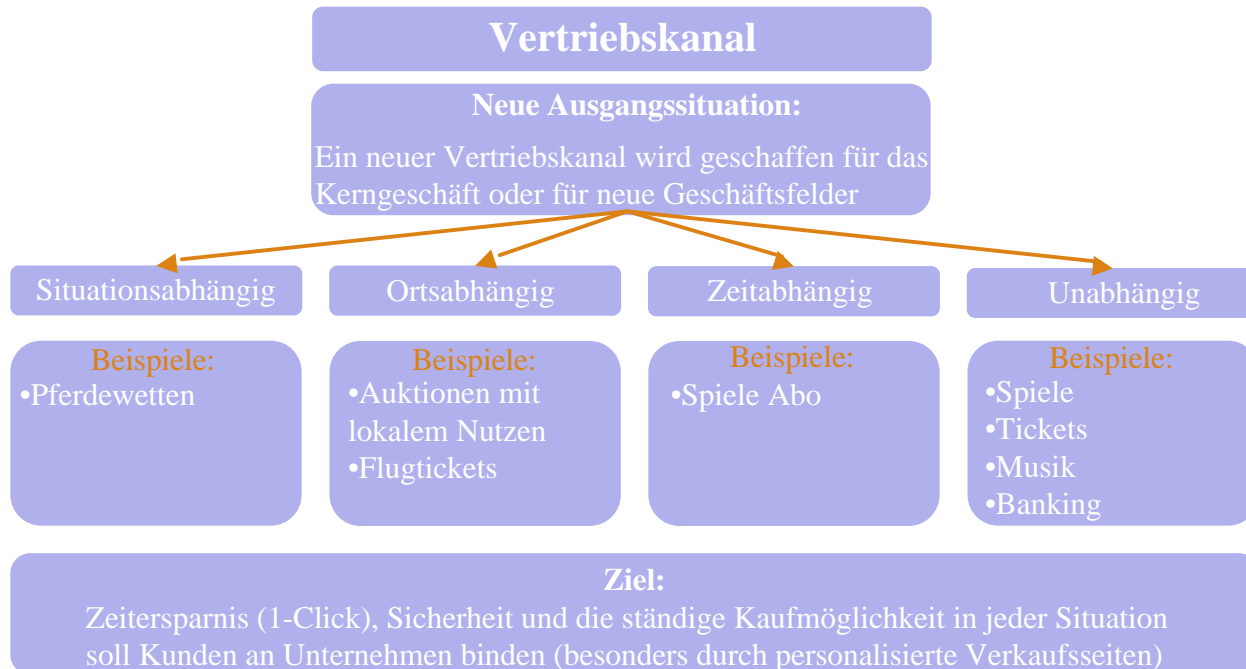 Vertriebskanal
Neue Ausgangssituation:
Ein neuer Vertriebskanal wird geschaffen für das
Kerngeschäft oder für neue Geschäftsfelder
Situationsabhängig
Ortsabhängig
Zeitabhängig
Unabhängig
Beispiele:
•Pferdewetten
Beispiele:
•Auktionen mit
lokalem Nutzen
•Flugtickets
Beispiele:
•Spiele Abo
Beispiele:
•Spiele
•Tickets
•Musik
•Banking
Ziel:
Zeitersparnis (1-Click), Sicherheit und die ständige Kaufmöglichkeit in jeder Situation
soll Kunden an Unternehmen binden (besonders durch personalisierte Verkaufsseiten)